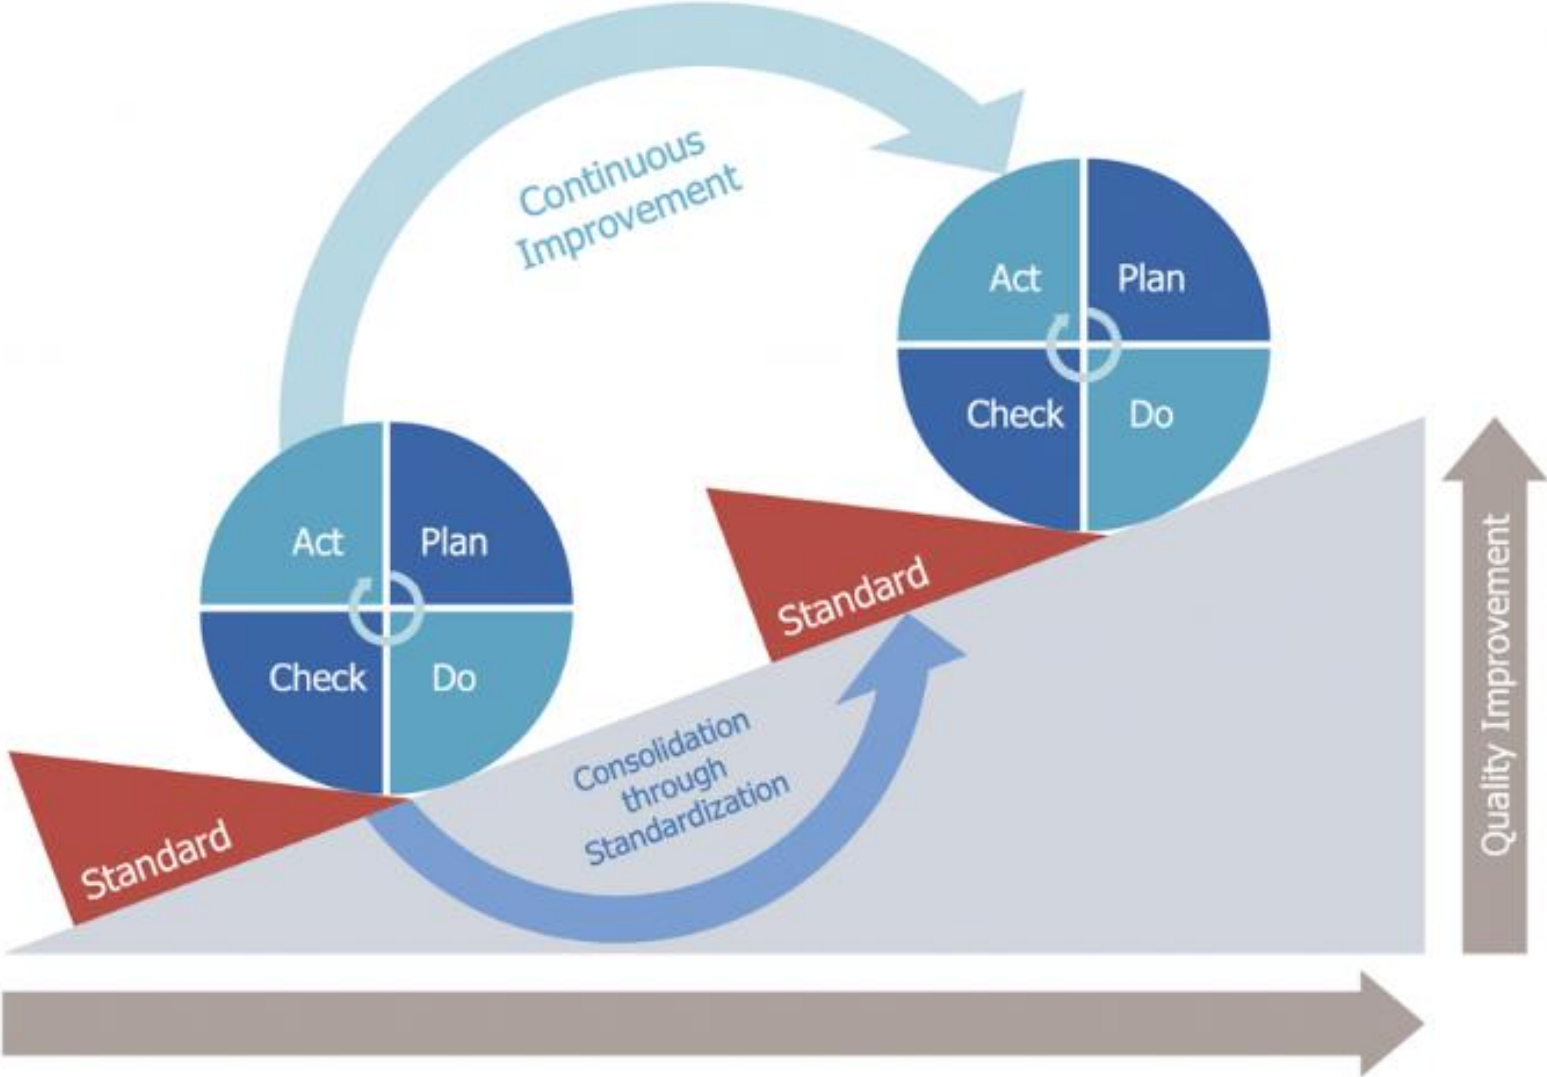 Continuous
Improvement
Act
Plan
Check
Do
Act
Plan
Check
Do
Standard
Standard
Consolidation
through
Standardization
Quality Improvement